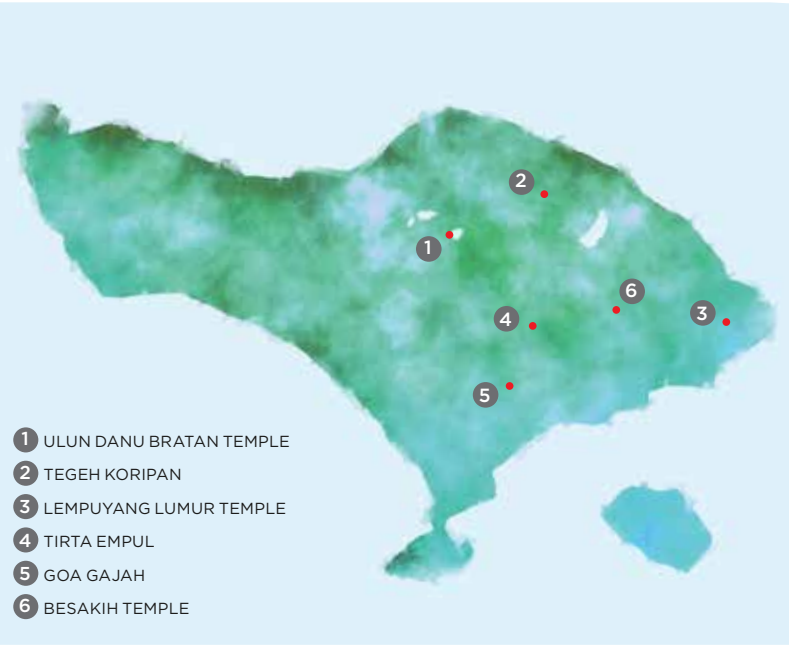 2
1
6
3
4
5
1 ULUN DANU BRATAN TEMPLE
2 TEGEH KORIPAN
3 LEMPUYANG LUMUR TEMPLE
4 TIRTA EMPUL
5 GOA GAJAH
6 BESAKIH TEMPLE